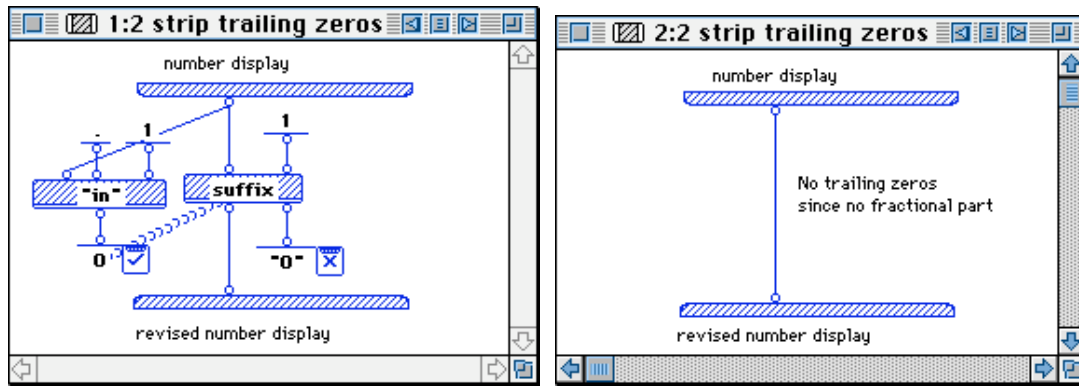 1:2 strip trailing zeros
number display
. 1 1
"in" suffix
0 "0"
revised number display
2:2 strip trailing zeros
number display
No trailing zeros
since no fractional part
revised number display